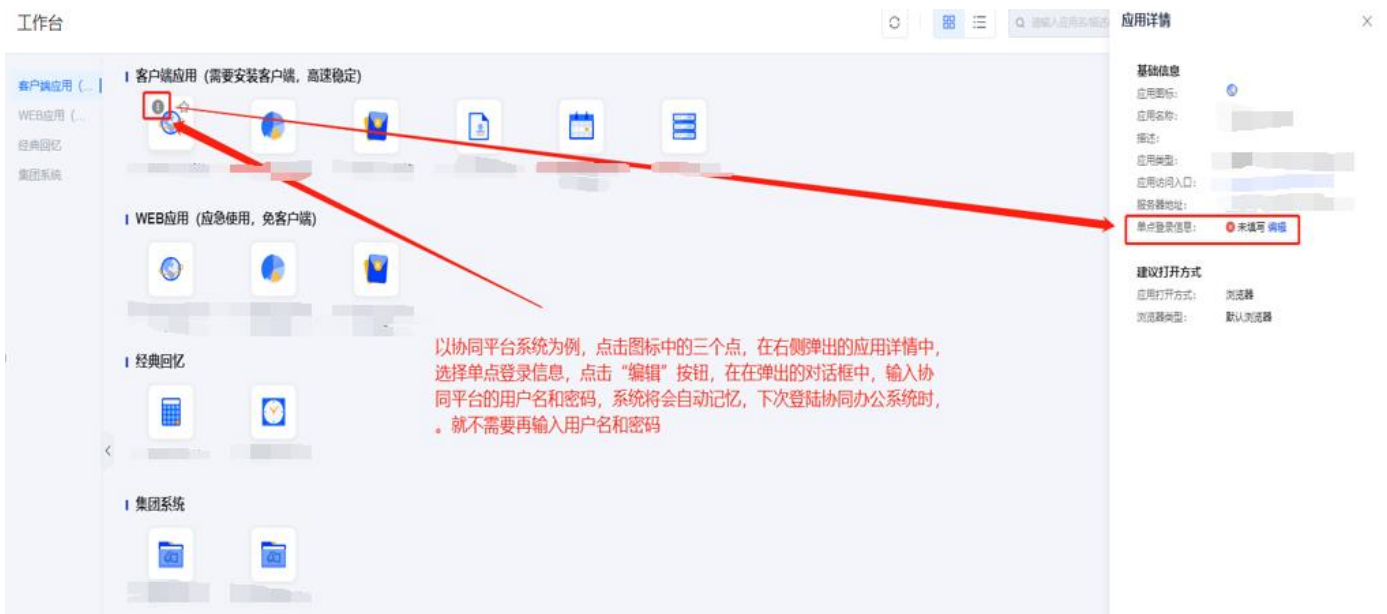 工作台
客户端应用（...
WEB应用（...
经典回忆
集团系统
客户端应用（需要安装客户端，高速稳定）
WEB应用（应急使用，免客户端）
经典回忆
集团系统
以协同平台系统为例，点击图标中的三个点，在右侧弹出的应用详情中，
选择单点登录信息，点击“编辑”按钮，在在弹出的对话框中，输入协
同平台的用户名和密码，系统将会自动记忆，下次登陆协同办公系统时，
。就不需要再输入用户名和密码
应用详情
基础信息
应用图标：
应用名称：
描述：
应用类型：
应用访问入口：
服务器地址：
单点登录信息： 未填写 编辑
建议打开方式
应用打开方式： 浏览器
浏览器类型： 默认浏览器